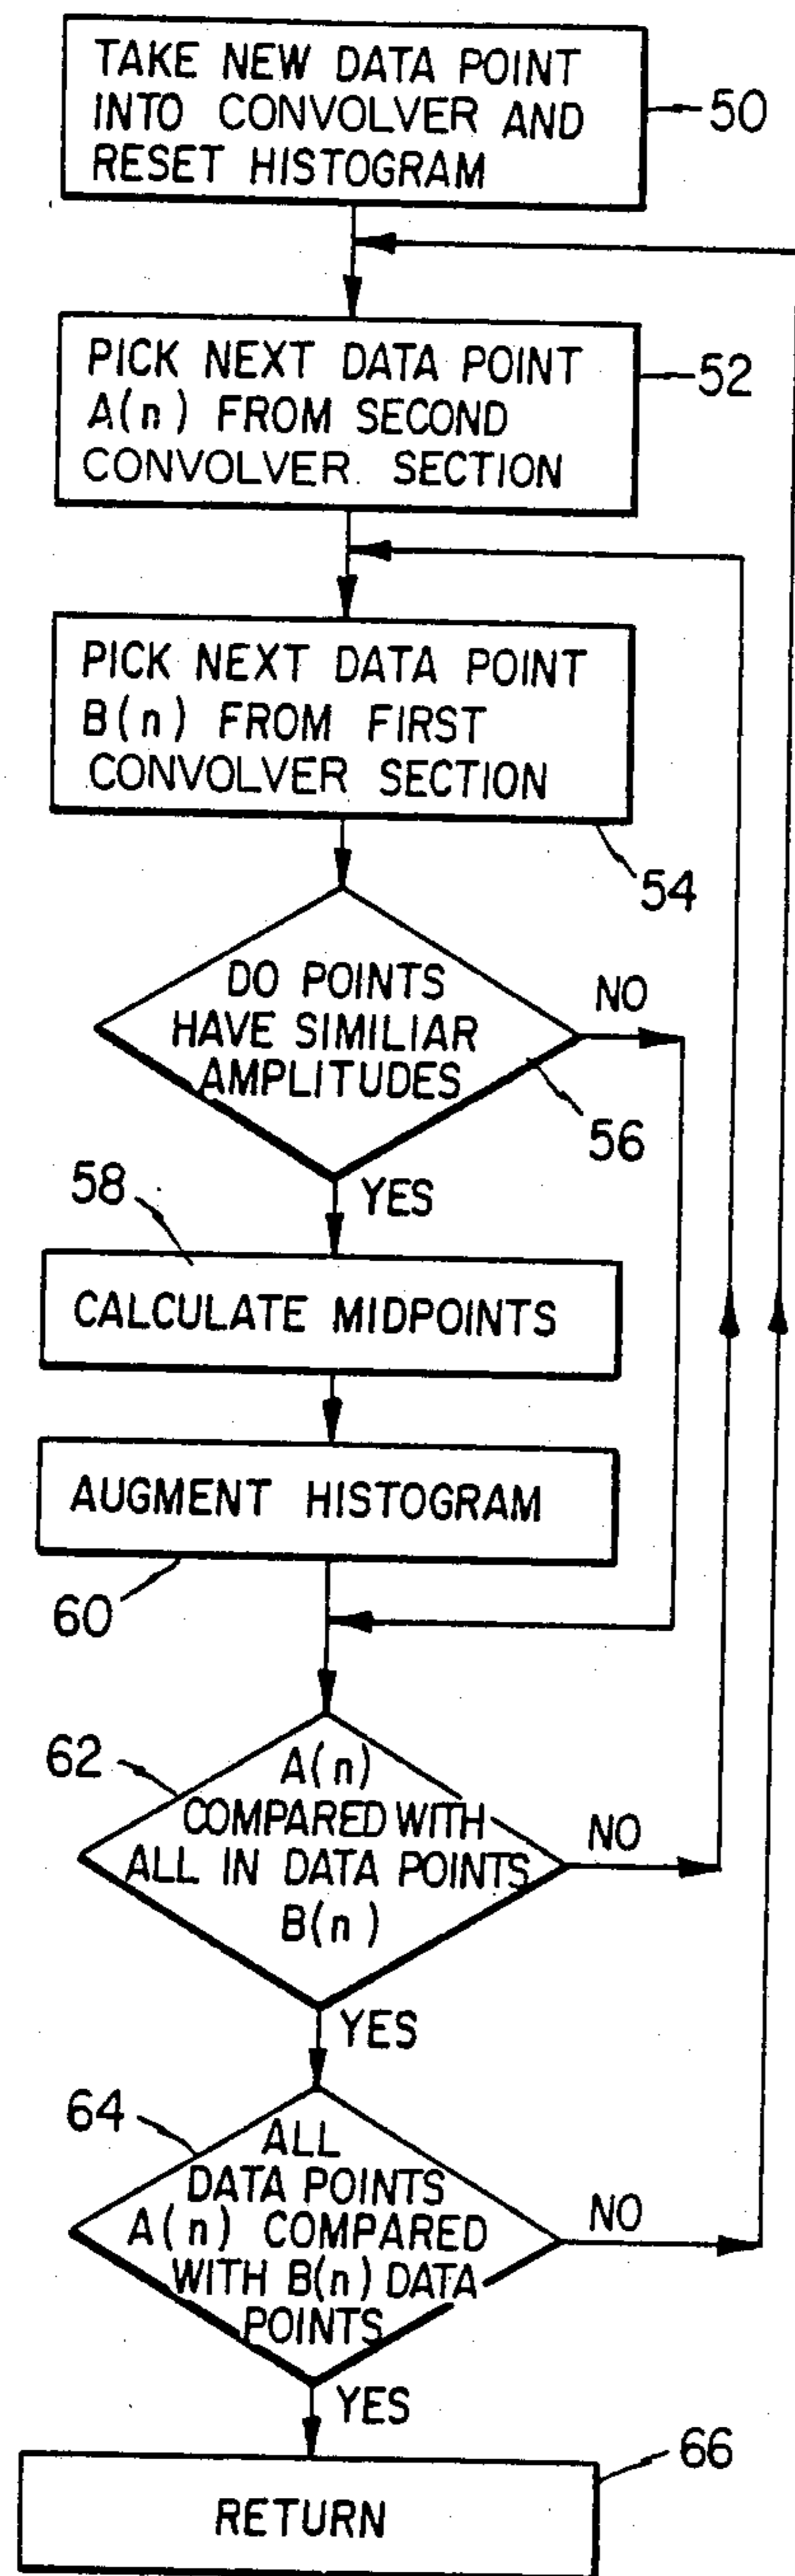 TAKE NEW DATA POINT
INTO CONVOLVER AND
RESET HISTOGRAM
50
PICK NEXT DATA POINT
A(n) FROM SECOND
CONVOLVER SECTION
52
PICK NEXT DATA POINT
B(n) FROM FIRST
CONVOLVER SECTION
54
DO POINTS
HAVE SIMILIAR
AMPLITUDES
NO
56
YES
58
CALCULATE MIDPOINTS
AUGMENT HISTOGRAM
60
62
A(n)
COMPARED WITH
ALL IN DATA POINTS
B(n)
NO
YES
64
ALL
DATA POINTS
A(n) COMPARED
WITH B(n) DATA
POINTS
NO
YES
66
RETURN